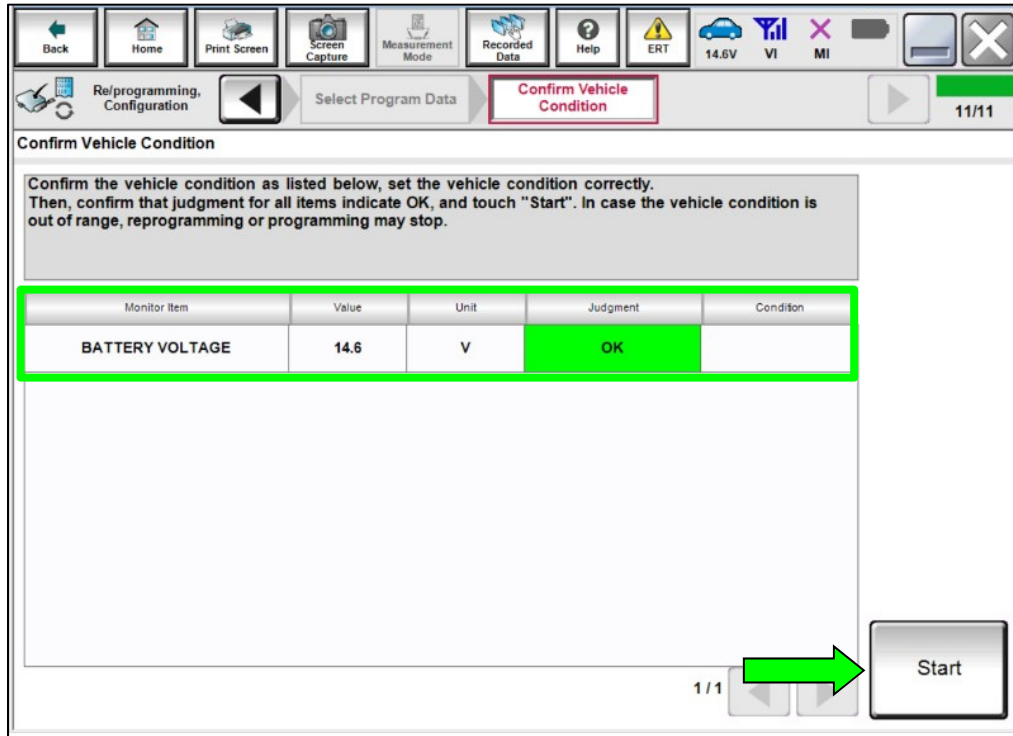 Back
Home
Print Screen
Screen
Capture
Measurement
Mode
Recorded
Data
Help
ERT
14.6V
VI
MI
Re/programming,
Configuration
Select Program Data
Confirm Vehicle
Condition
11/11
Confirm Vehicle Condition
Confirm the vehicle condition as listed below, set the vehicle condition correctly.
Then, confirm that judgment for all items indicate OK, and touch "Start". In case the vehicle condition is
out of range, reprogramming or programming may stop.
Monitor Item Value Unit Judgment Condition
BATTERY VOLTAGE 14.6 V OK
Start
1 / 1